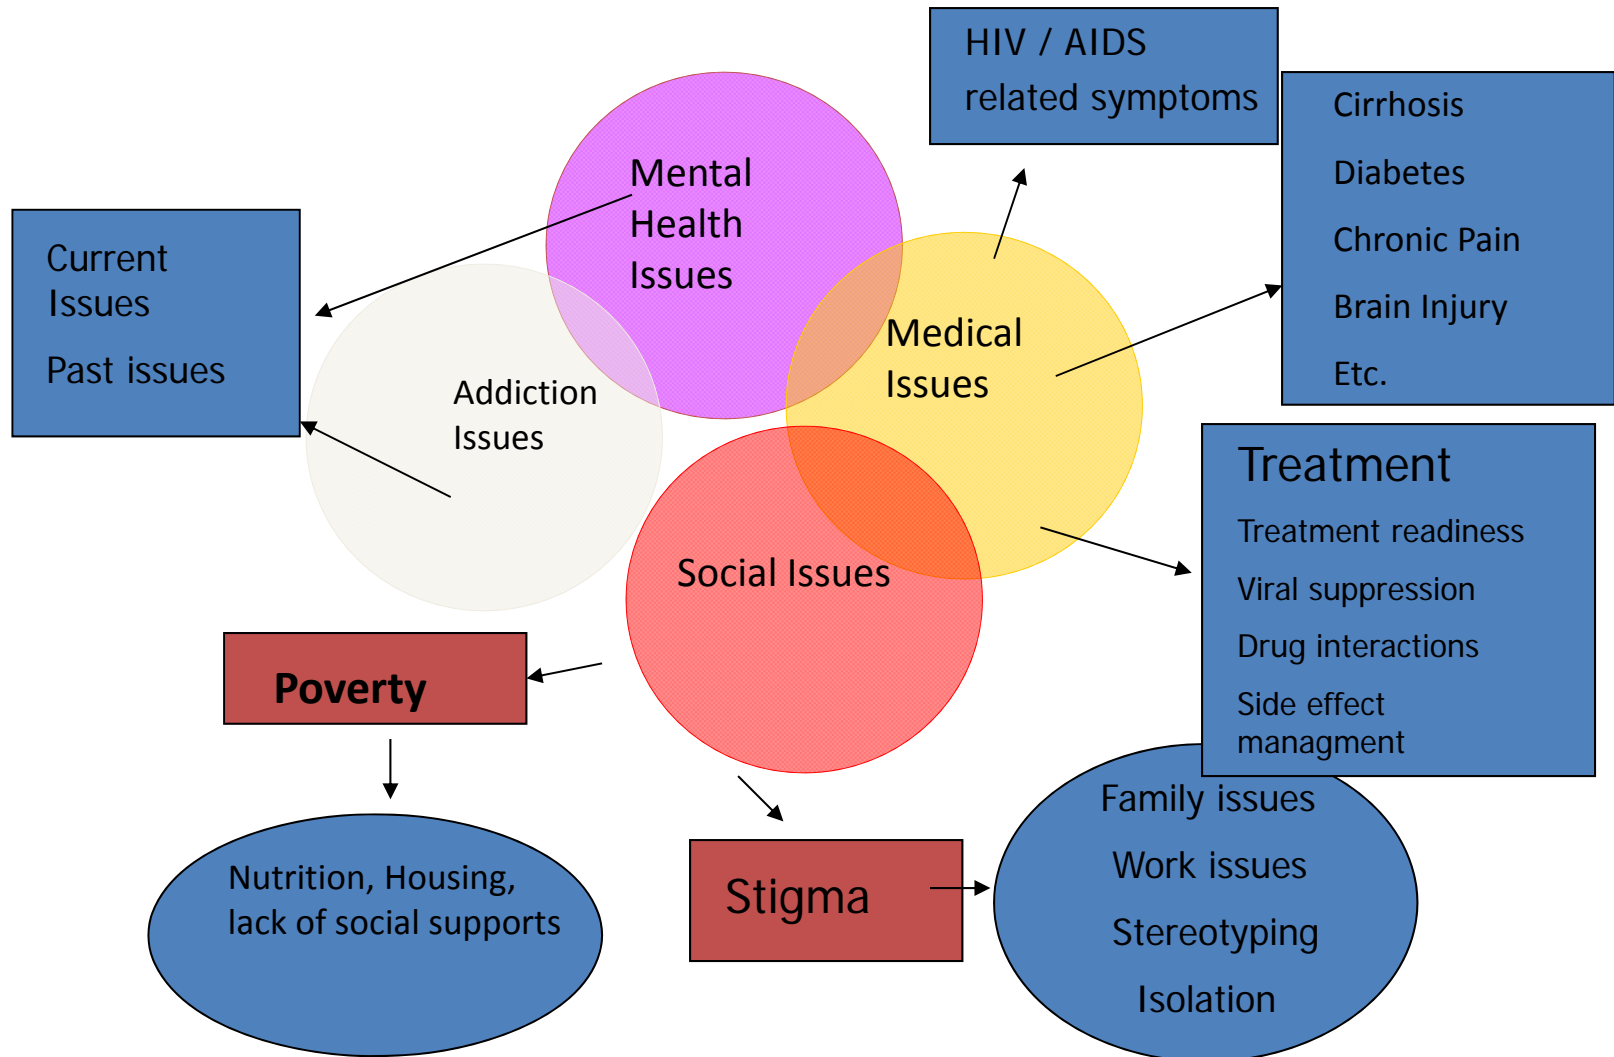 HIV / AIDS
related symptoms
Cirrhosis
Diabetes
Chronic Pain
Brain Injury
Etc.
Mental
Health
Issues
Current
Issues
Past issues
Medical
Issues
Addiction
Issues
Treatment
Treatment readiness
Viral suppression
Drug interactions
Side effect
managment
Social Issues
Poverty
Nutrition, Housing,
lack of social supports
Stigma
Family issues
Work issues
Stereotyping
Isolation